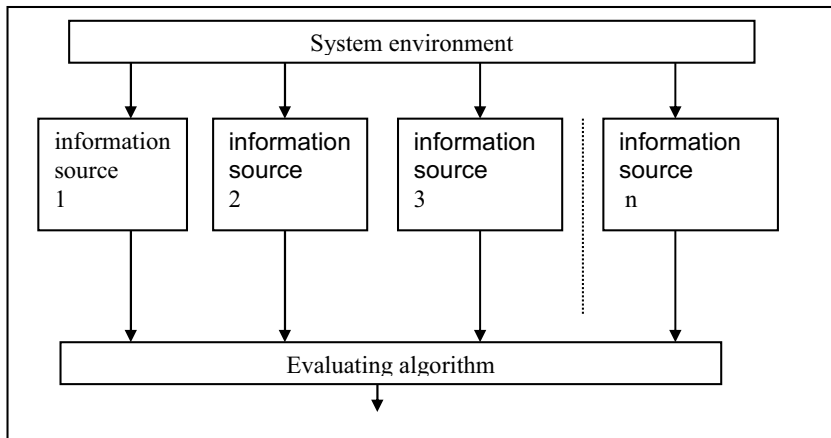 System environment
information
source
1
information
source
2
information
source
3
information
source
n
Evaluating algorithm